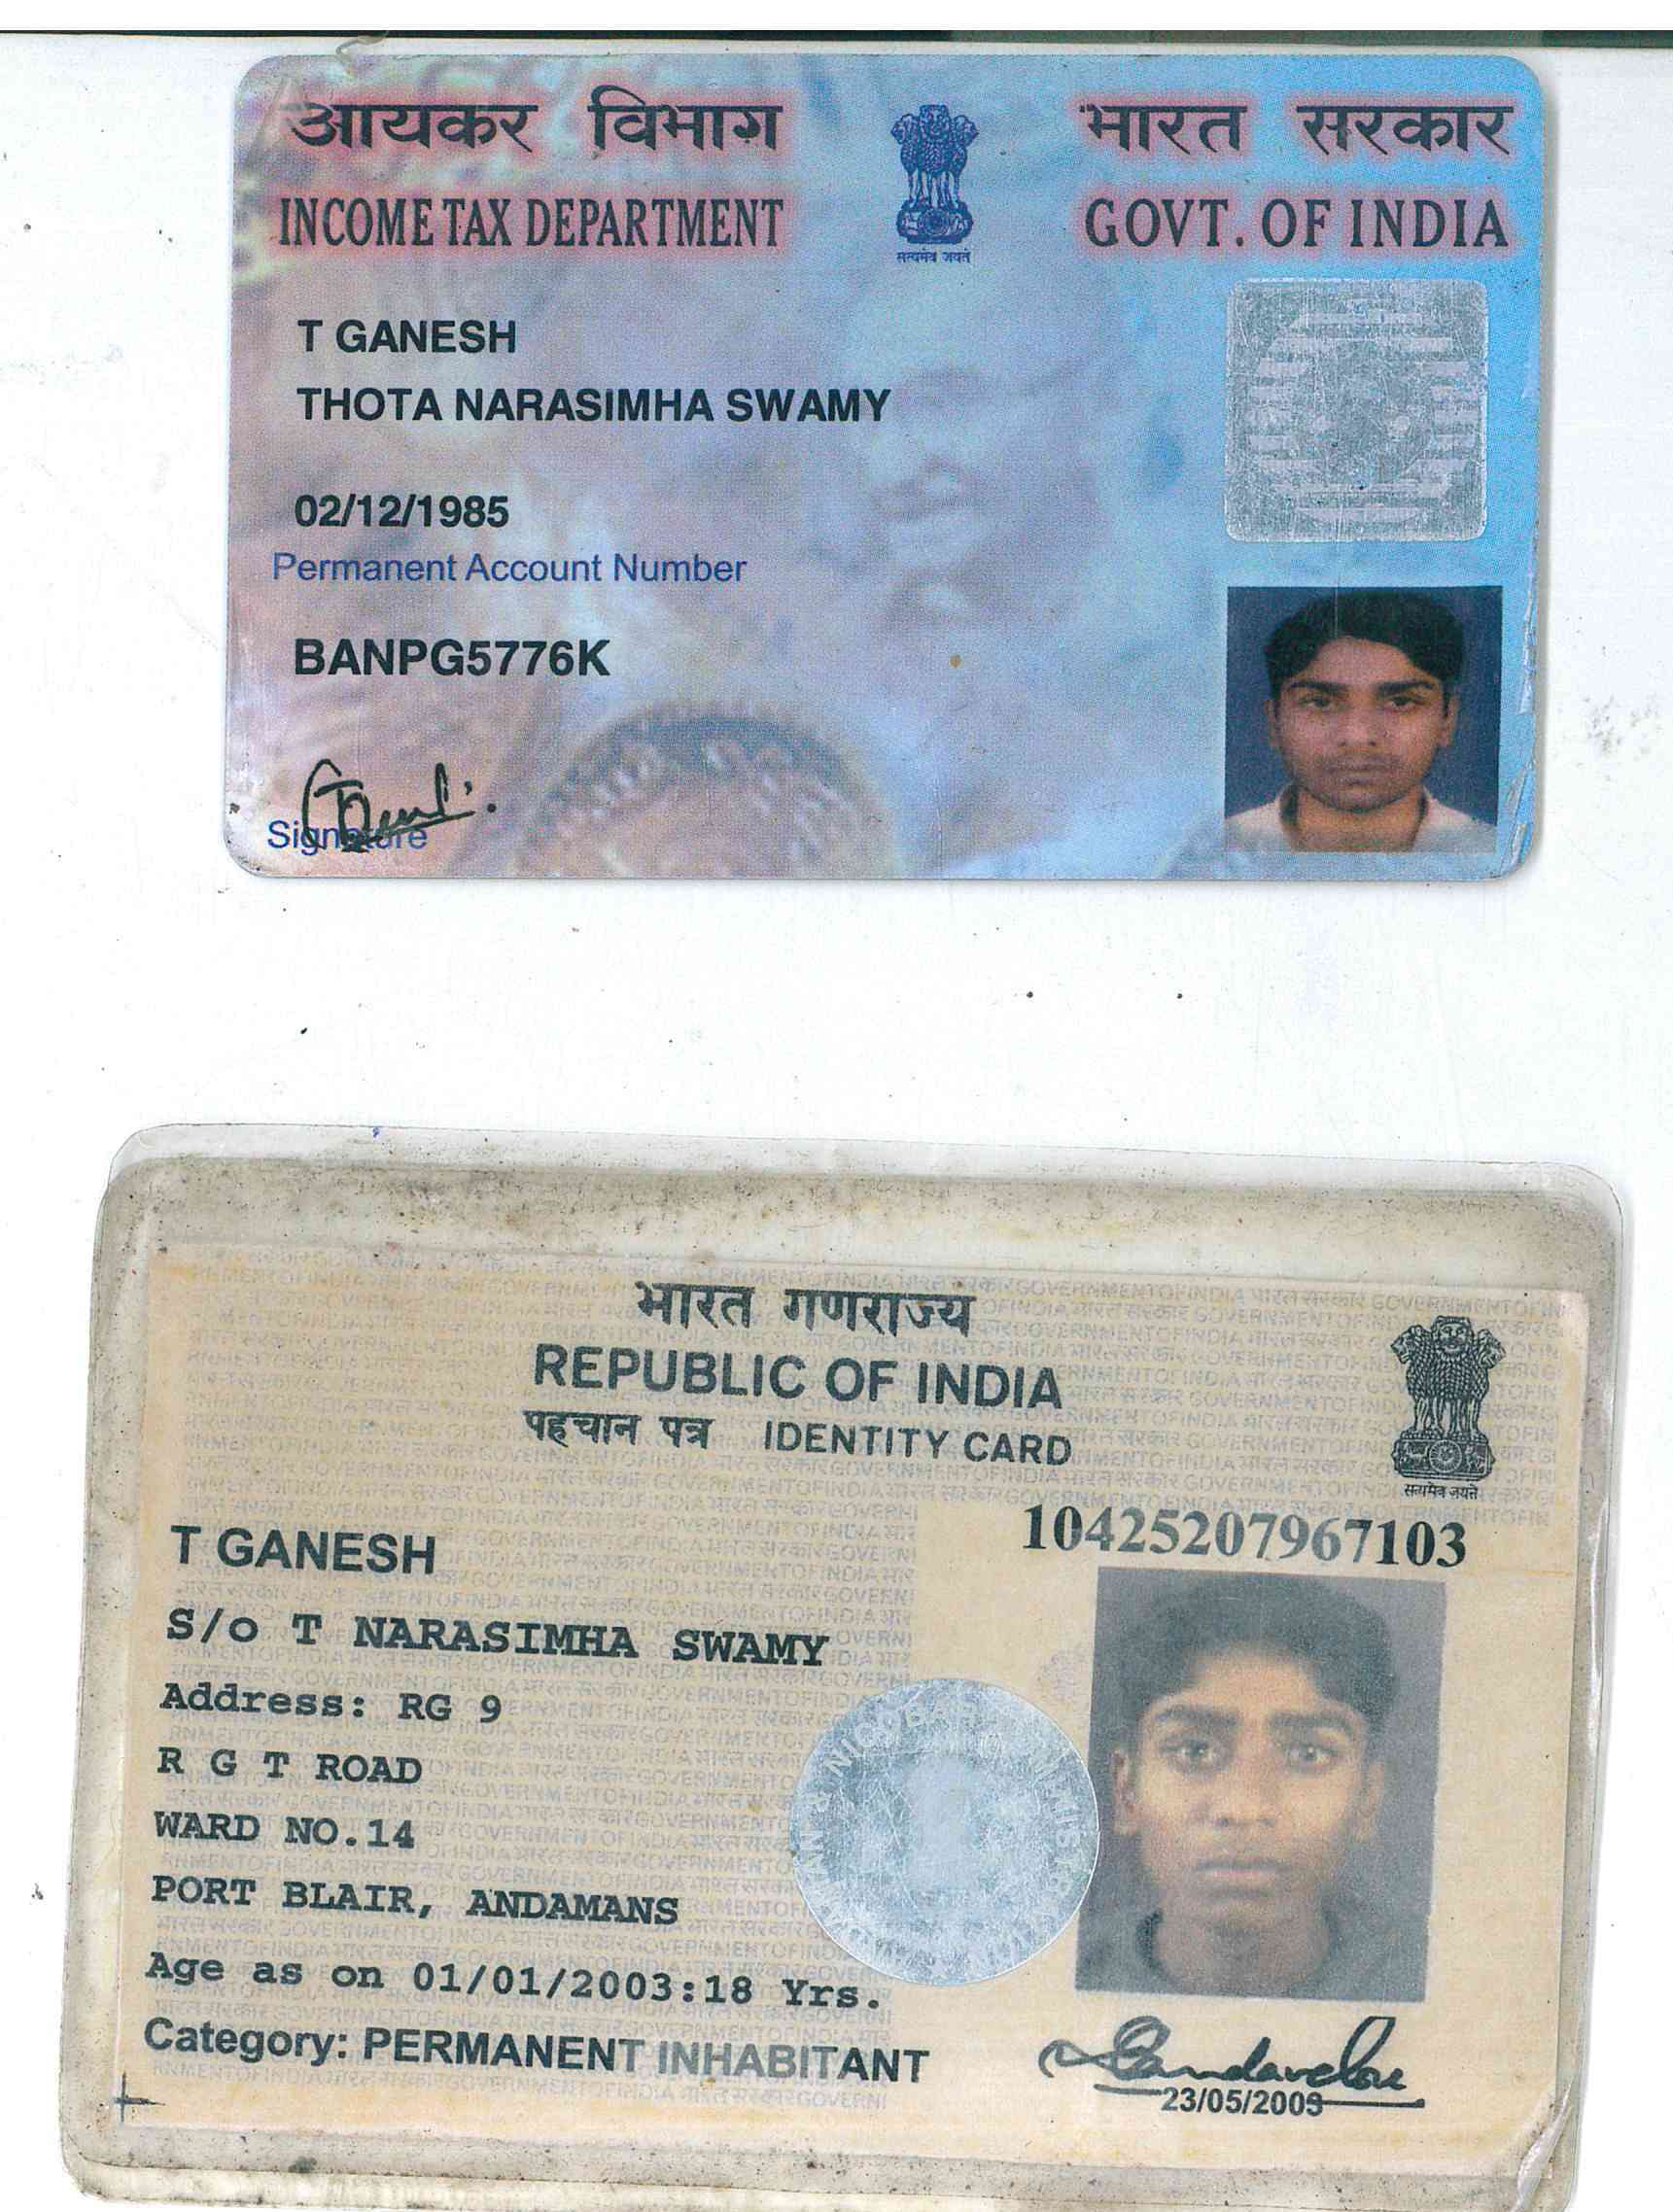 आयकर विभाग
भारत सरकार
INCOME TAX DEPARTMENT
GOVT. OF INDIA
सत्यमेव जयते
T GANESH
THOTA NARASIMHA SWAMY
02/12/1985
Permanent Account Number
BANPG5776K
Signature
भारत गणराज्य
REPUBLIC OF INDIA
पहचान पत्र IDENTITY CARD
सत्यमेव जयते
10425207967103
T GANESH
S/o T NARASIMHA SWAMY
Address: RG 9
R G T ROAD
WARD NO.14
PORT BLAIR, ANDAMANS
Age as on 01/01/2003:18 Yrs.
Category: PERMANENT INHABITANT
23/05/2009